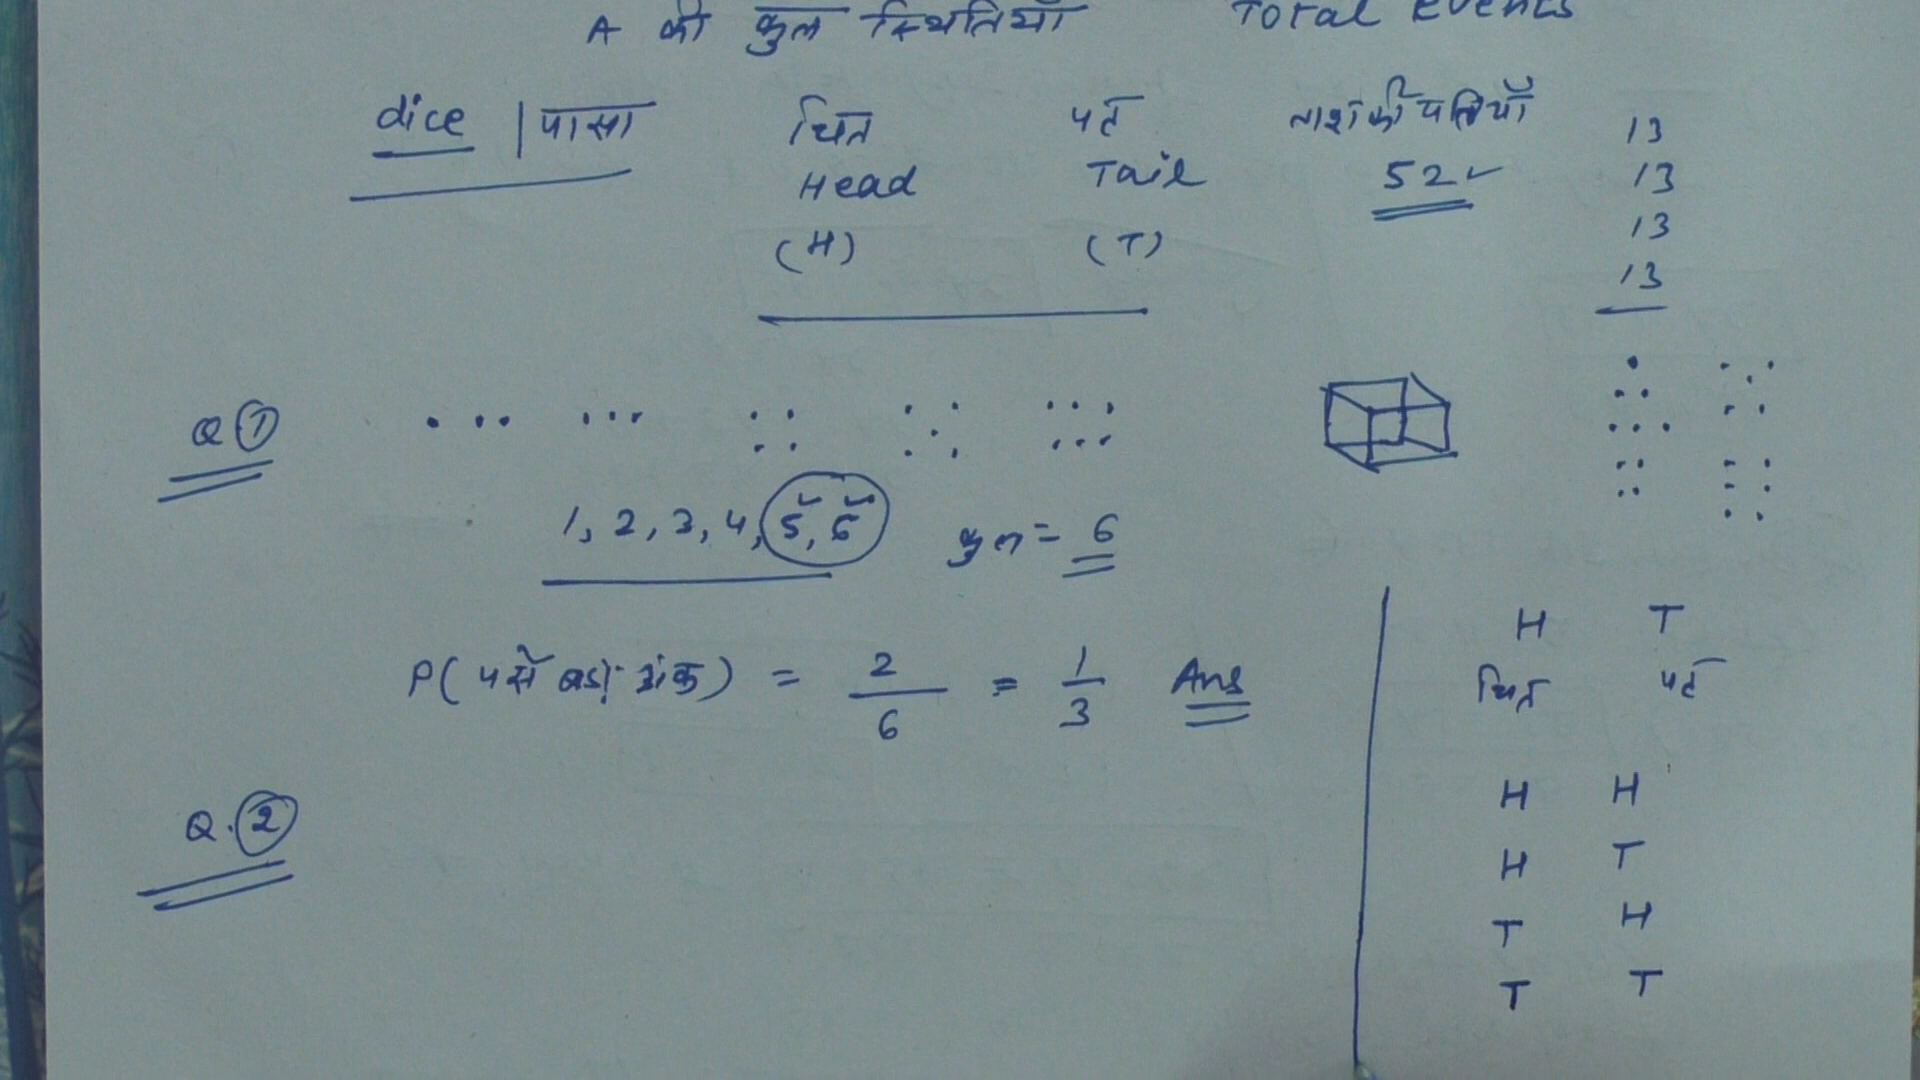 A की कुल स्थितियाँ Total Events
dice | पासा
चित पट ताश की पत्तियाँ
Head Tail 52
(H) (T)
13
13
13
13
Q ①
1, 2, 3, 4, 5, 6 कुल = 6
P( 4 से बड़ा अंक ) = 2/6 = 1/3 Ans
H T
चित पट
Q. ②
H H
H T
T H
T T